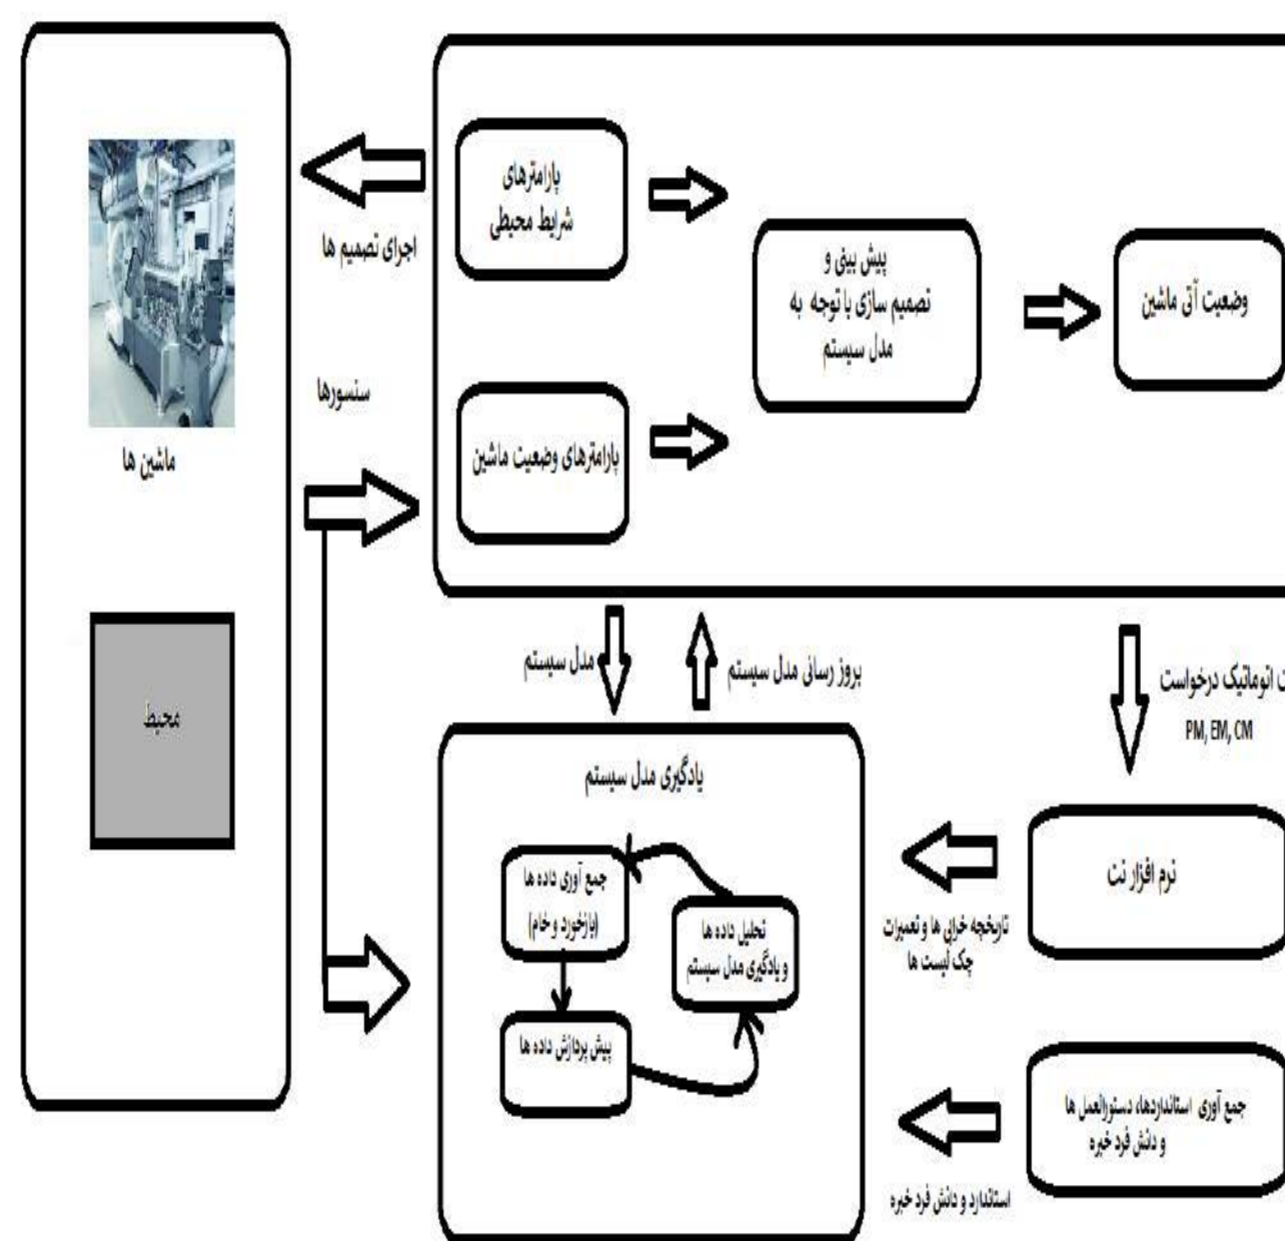 پارامترهای
شرایط محیطی
اجرای تصمیم ها
پیش بینی و
تصمیم سازی با توجه به
مدل سیستم
وضعیت آتی ماشین
سنسورها
پارامترهای وضعیت ماشین
ماشین ها
محیط
مدل سیستم
بروز رسانی مدل سیستم
اتوماتیک درخواست
PM, EM, CM
یادگیری مدل سیستم
جمع آوری داده ها
(بازخورد و خام)
تحلیل داده ها
و یادگیری مدل سیستم
پیش پردازش داده ها
نرم افزار نت
تاریخچه خرابی ها و تعمیرات
چک لیست ها
جمع آوری استانداردها، دستورالعمل ها
و دانش فرد خبره
استاندارد و دانش فرد خبره